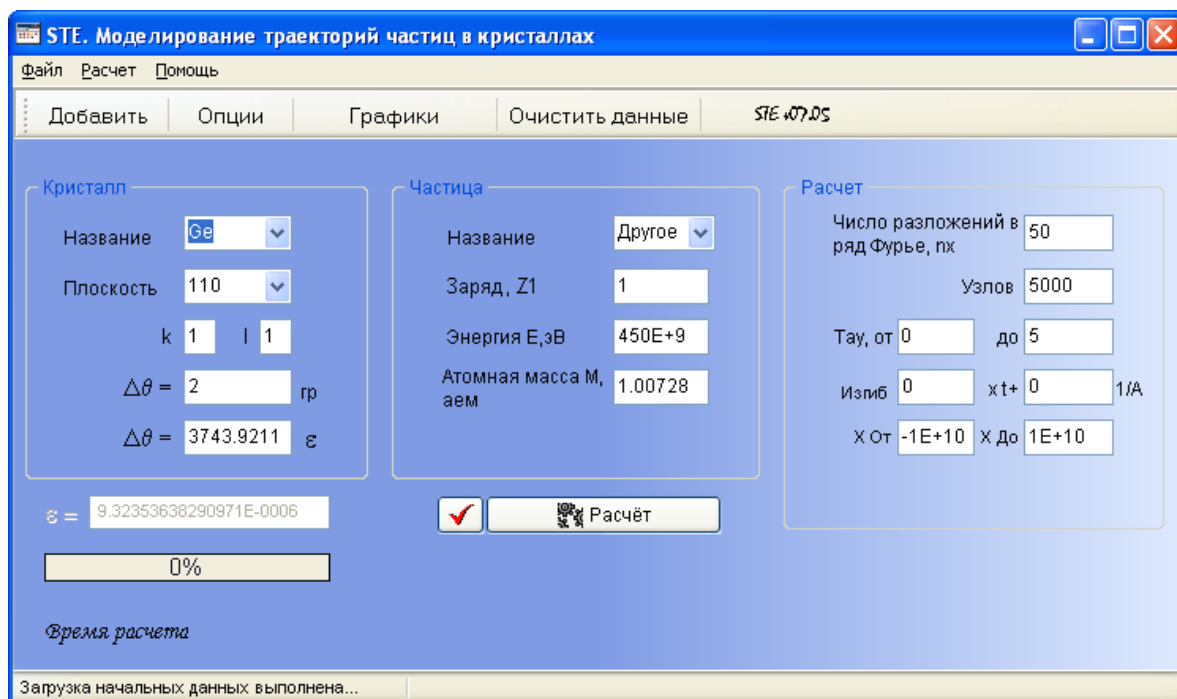 STE. Моделирование траекторий частиц в кристаллах
Файл Расчет Помощь
Добавить Опции Графики Очистить данные STE v07.05
Кристалл
Название Ge
Плоскость 110
k 1 l 1
Δθ = 2 гр
Δθ = 3743.9211 ε
ε = 9.32353638290971E-0006
0%
Время расчета
Частица
Название Другое
Заряд, Z1 1
Энергия Е,эВ 450E+9
Атомная масса М,
аем 1.00728
Расчёт
Расчет
Число разложений в
ряд Фурье, nx 50
Узлов 5000
Тау, от 0 до 5
Изгиб 0 x t+ 0 1/А
X От -1E+10 X До 1E+10
Загрузка начальных данных выполнена...